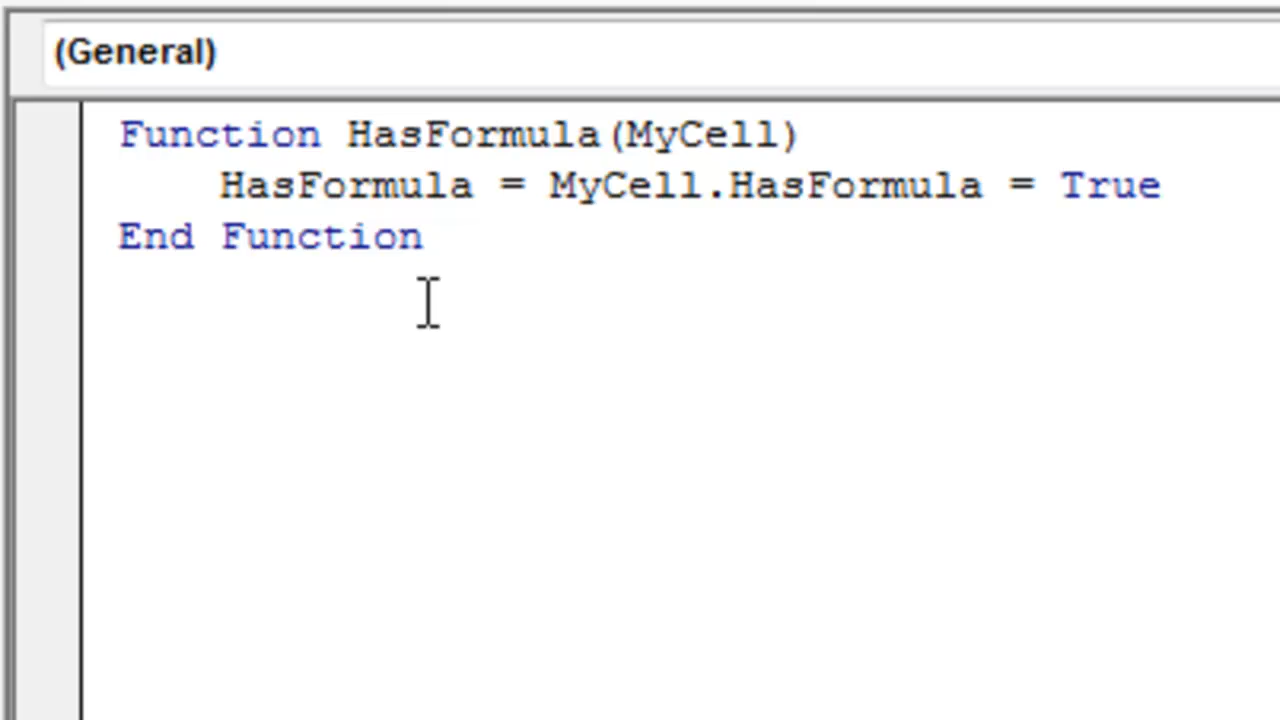 (General)
Function HasFormula(MyCell)
    HasFormula = MyCell.HasFormula = True
End Function